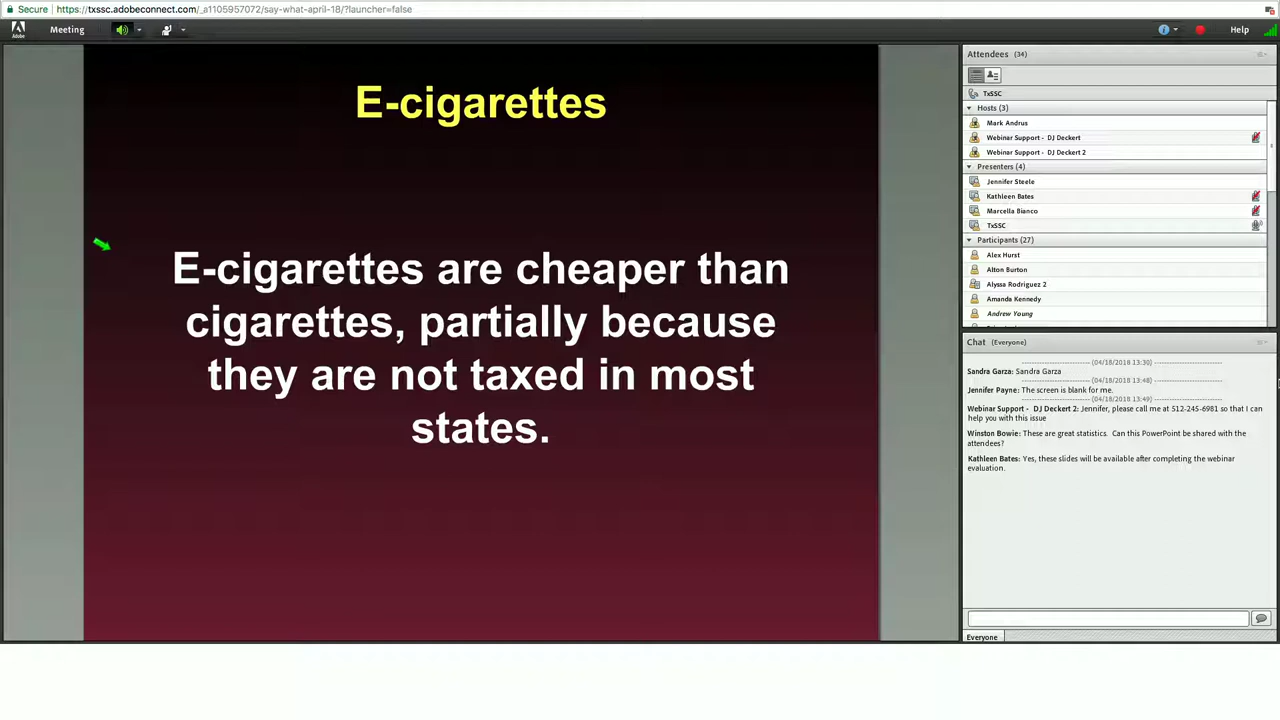 Secure
https://txssc.adobeconnect.com/_a1105957072/say-what-april-18/?launcher=false
Adobe
Meeting
Help
E-cigarettes
E-cigarettes are cheaper than
cigarettes, partially because
they are not taxed in most
states.
Attendees (34)
TxSSC
Hosts (3)
Mark Andrus
Webinar Support - DJ Deckert
Webinar Support - DJ Deckert 2
Presenters (4)
Jennifer Steele
Kathleen Bates
Marcella Bianco
TxSSC
Participants (27)
Alex Hurst
Alton Burton
Alyssa Rodriguez 2
Amanda Kennedy
Andrew Young
Chat (Everyone)
------------------- (04/18/2018 13:30) -------------------
Sandra Garza: Sandra Garza
------------------- (04/18/2018 13:48) -------------------
Jennifer Payne: The screen is blank for me.
------------------- (04/18/2018 13:49) -------------------
Webinar Support - DJ Deckert 2: Jennifer, please call me at 512-245-6981 so that I can
help you with this issue
Winston Bowie: These are great statistics. Can this PowerPoint be shared with the
attendees?
Kathleen Bates: Yes, these slides will be available after completing the webinar
evaluation.
Everyone